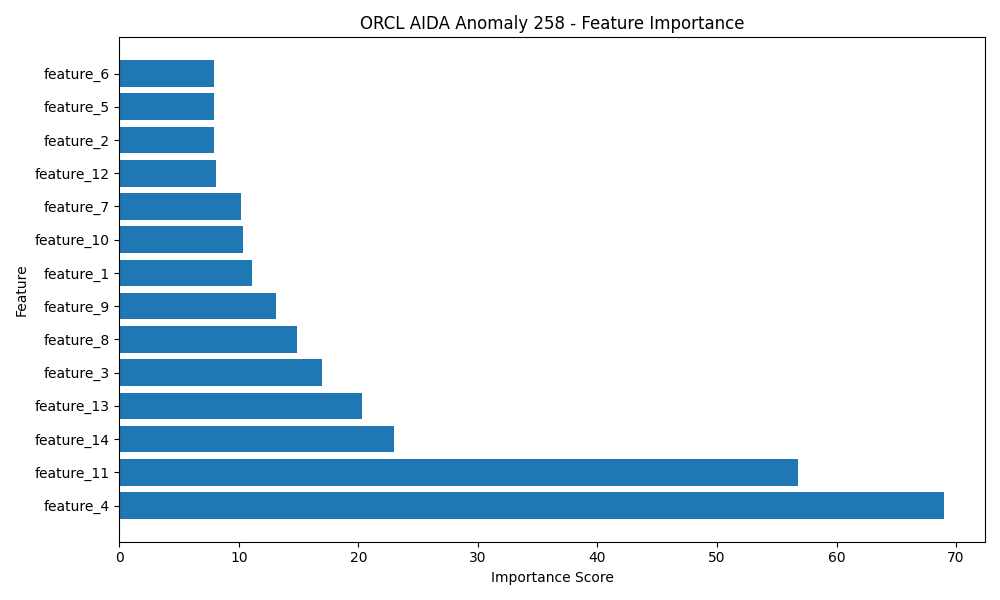 ORCL AIDA Anomaly 258 - Feature Importance
Feature
feature_6
feature_5
feature_2
feature_12
feature_7
feature_10
feature_1
feature_9
feature_8
feature_3
feature_13
feature_14
feature_11
feature_4
0 10 20 30 40 50 60 70
Importance Score